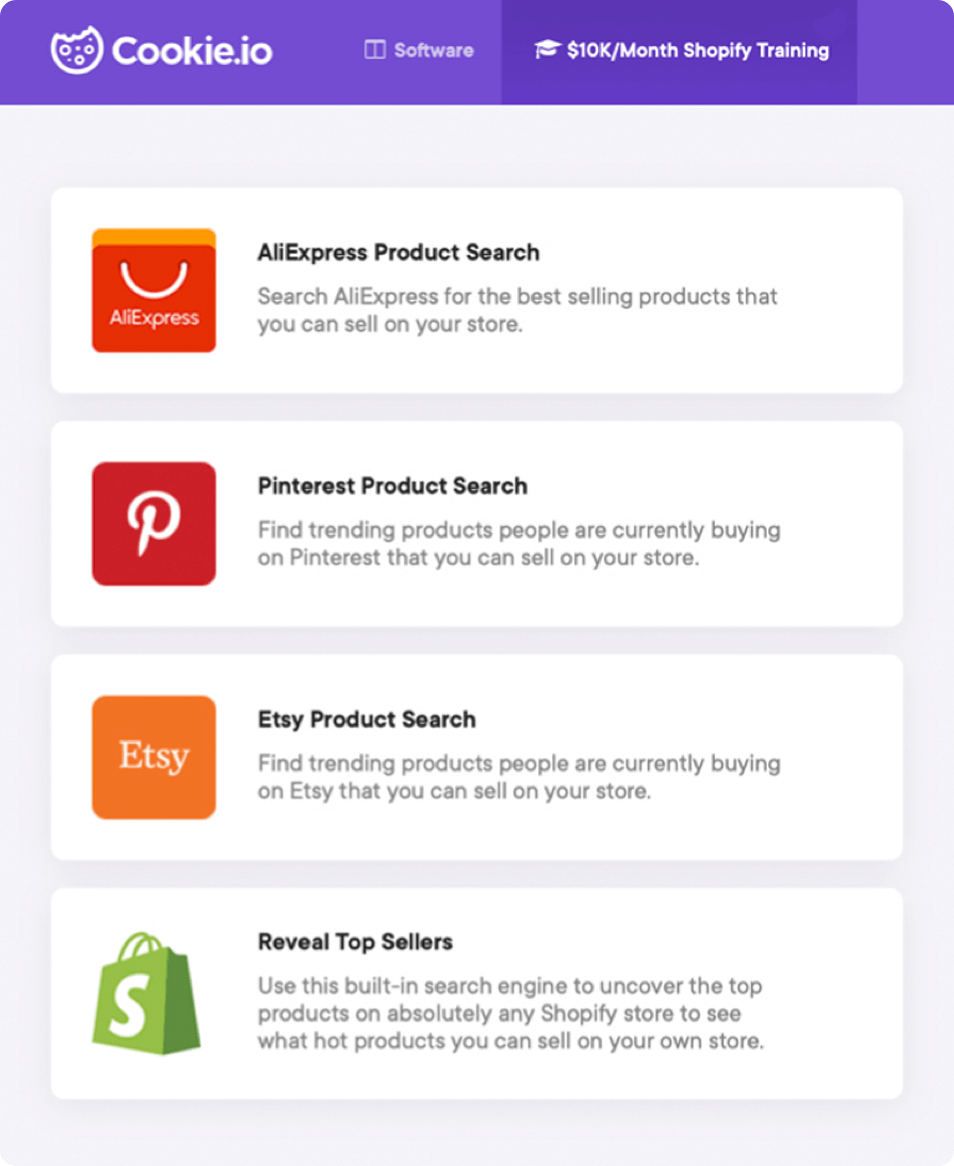 Cookie.io
Software
$10K/Month Shopify Training
AliExpress
AliExpress Product Search
Search AliExpress for the best selling products that
you can sell on your store.
Pinterest Product Search
Find trending products people are currently buying
on Pinterest that you can sell on your store.
Etsy
Etsy Product Search
Find trending products people are currently buying
on Etsy that you can sell on your store.
Reveal Top Sellers
Use this built-in search engine to uncover the top
products on absolutely any Shopify store to see
what hot products you can sell on your own store.